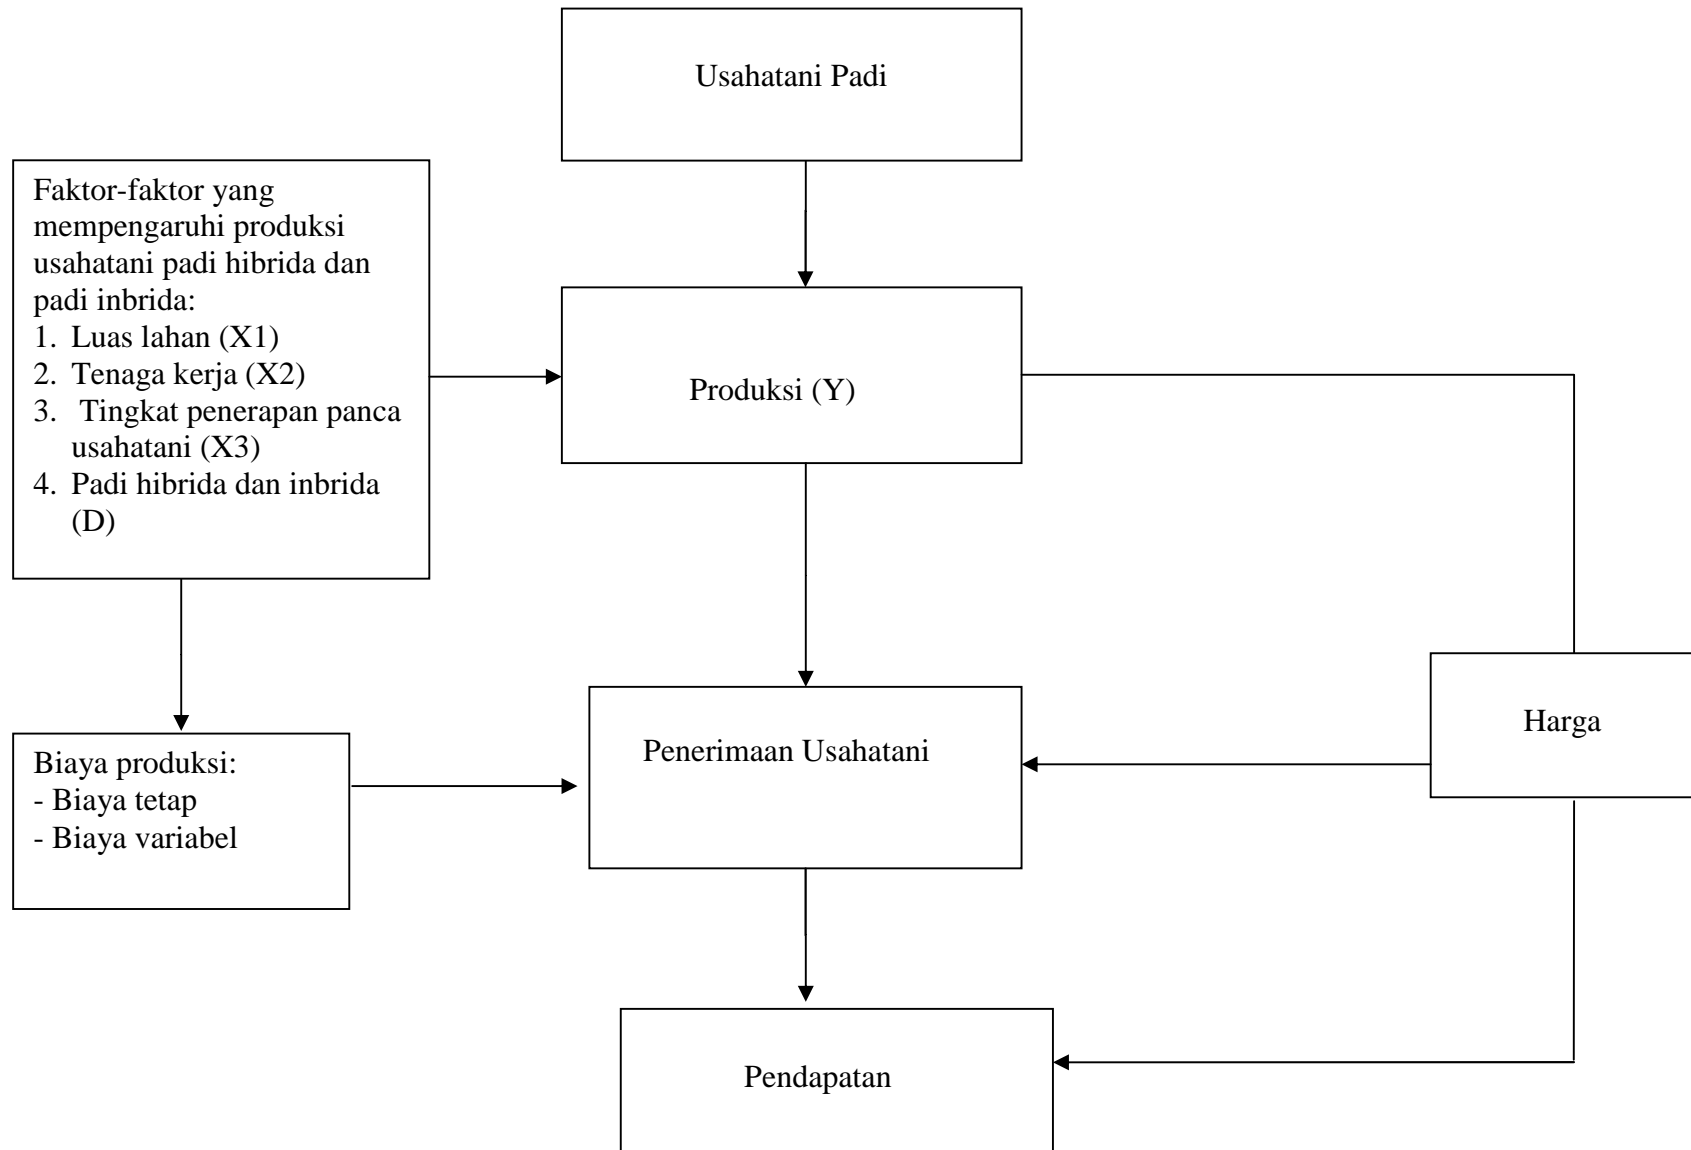 Usahatani Padi
Faktor-faktor yang
mempengaruhi produksi
usahatani padi hibrida dan
padi inbrida:
1. Luas lahan (X1)
2. Tenaga kerja (X2)
3. Tingkat penerapan panca
usahatani (X3)
4. Padi hibrida dan inbrida
(D)
Produksi (Y)
Harga
Penerimaan Usahatani
Biaya produksi:
- Biaya tetap
- Biaya variabel
Pendapatan